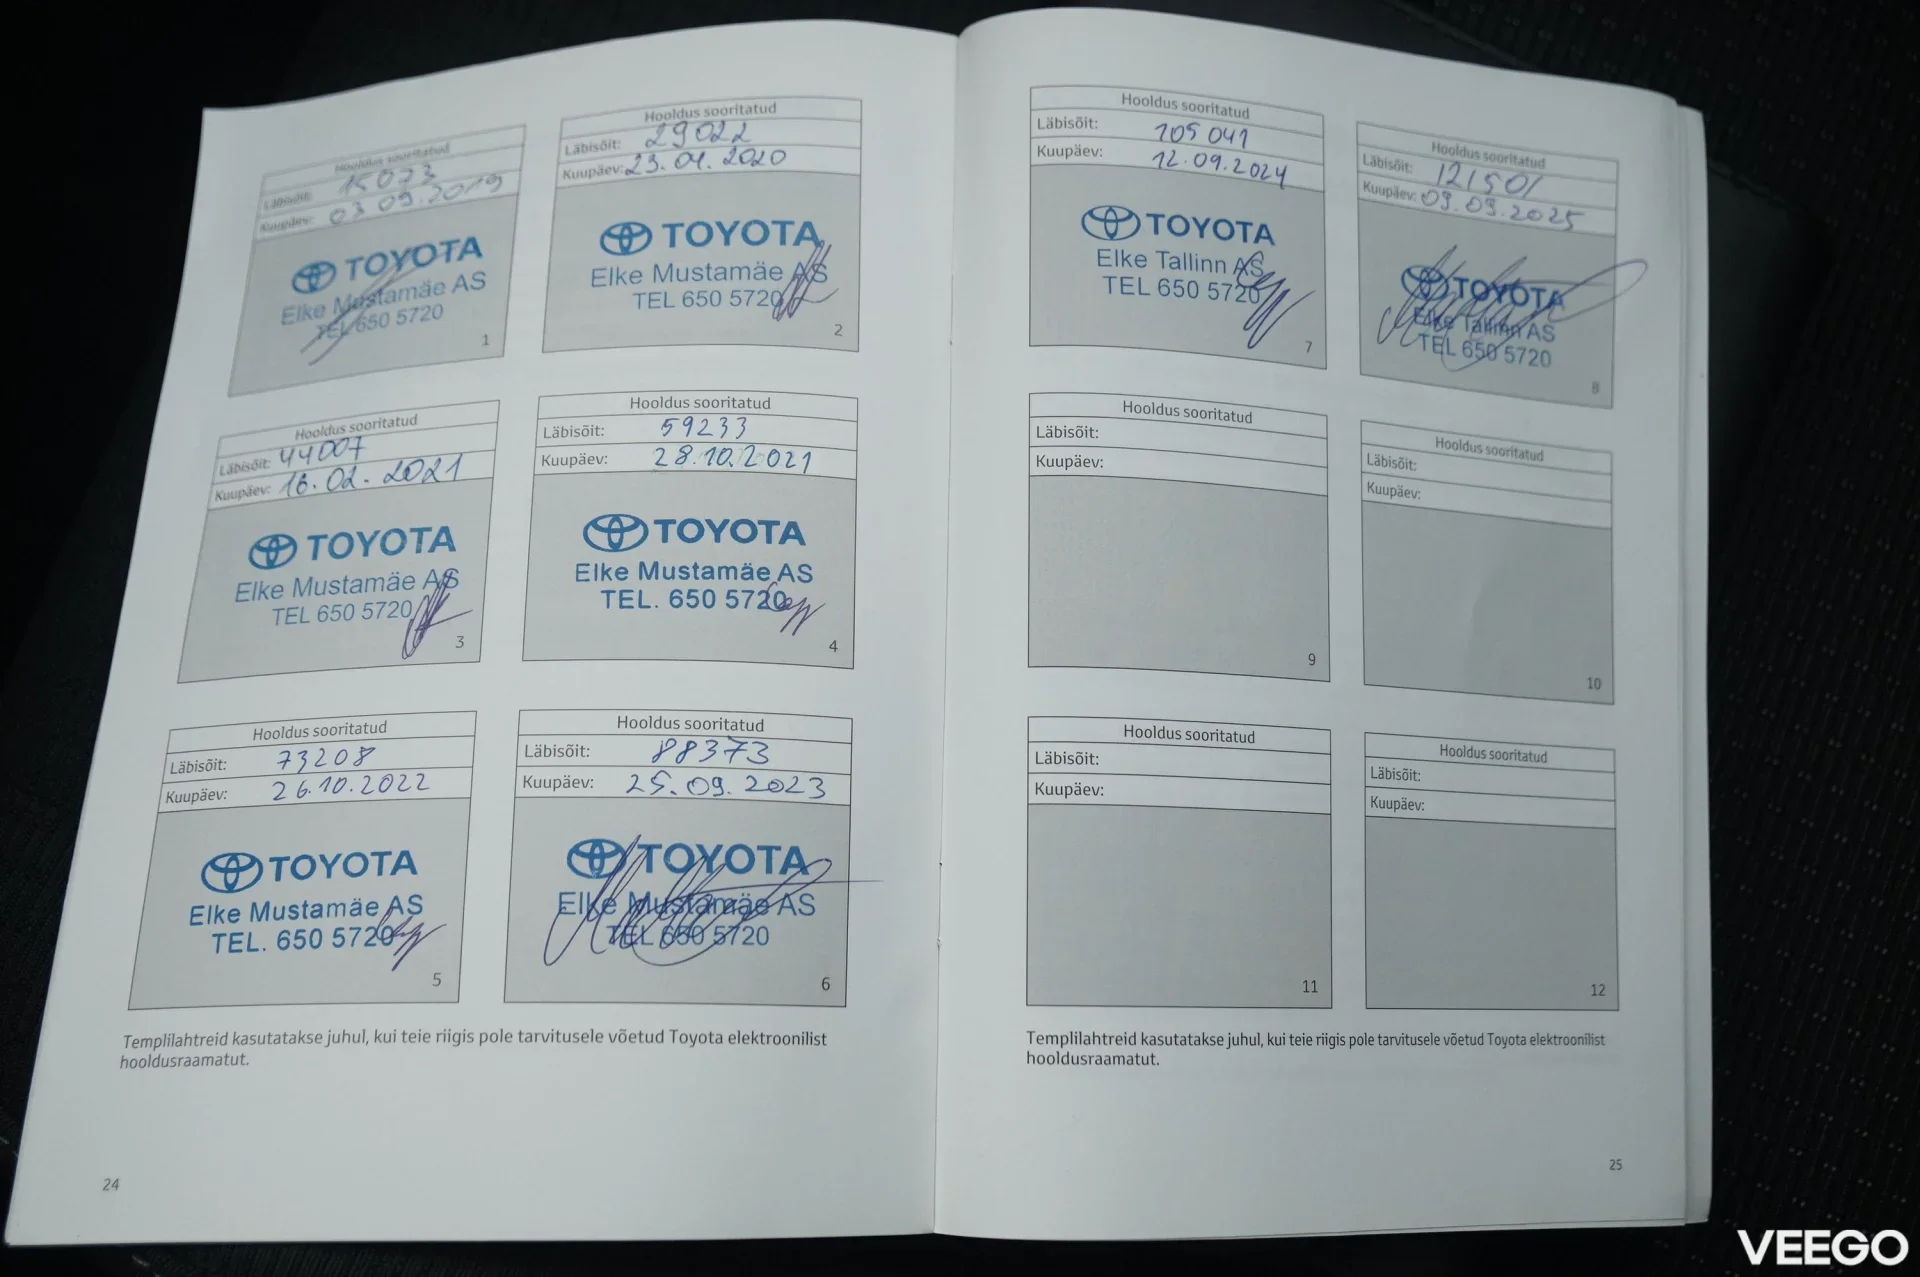 Hooldus sooritatud
Läbisõit: 15073
Kuupäev: 03 09.2019
TOYOTA
Elke Mustamäe AS
TEL 650 5720
1
Hooldus sooritatud
Läbisõit: 29022
Kuupäev: 23.04.2020
TOYOTA
Elke Mustamäe AS
TEL 650 5720
2
Hooldus sooritatud
Läbisõit: 44007
Kuupäev: 16.02.2021
TOYOTA
Elke Mustamäe AS
TEL 650 5720
3
Hooldus sooritatud
Läbisõit: 59233
Kuupäev: 28.10.2021
TOYOTA
Elke Mustamäe AS
TEL. 650 5720
4
Hooldus sooritatud
Läbisõit: 73208
Kuupäev: 26.10.2022
TOYOTA
Elke Mustamäe AS
TEL. 650 5720
5
Hooldus sooritatud
Läbisõit: 88373
Kuupäev: 25.09.2023
TOYOTA
Elke Mustamäe AS
TEL 650 5720
6
Templilahtreid kasutatakse juhul, kui teie riigis pole tarvitusele võetud Toyota elektroonilist
hooldusraamatut.
24
Hooldus sooritatud
Läbisõit: 105 041
Kuupäev: 12.09.2024
TOYOTA
Elke Tallinn AS
TEL 650 5720
7
Hooldus sooritatud
Läbisõit: 121501
Kuupäev: 09.09.2025
TOYOTA
Elke Tallinn AS
TEL 650 5720
8
Hooldus sooritatud
Läbisõit:
Kuupäev:
9
Hooldus sooritatud
Läbisõit:
Kuupäev:
10
Hooldus sooritatud
Läbisõit:
Kuupäev:
11
Hooldus sooritatud
Läbisõit:
Kuupäev:
12
Templilahtreid kasutatakse juhul, kui teie riigis pole tarvitusele võetud Toyota elektroonilist
hooldusraamatut.
25
VEEGO